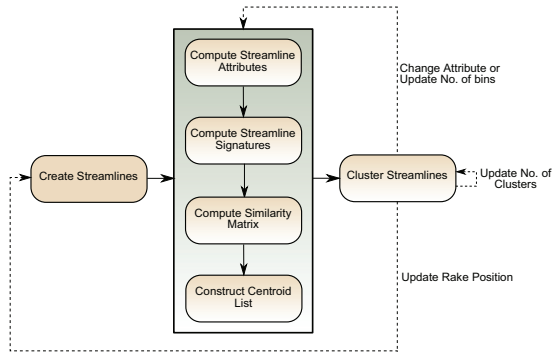 Compute Streamline
Attributes
Change Attribute or
Update No. of bins
Compute Streamline
Signatures
Create Streamlines
Cluster Streamlines
Update No. of
Clusters
Compute Similarity
Matrix
Update Rake Position
Construct Centroid
List